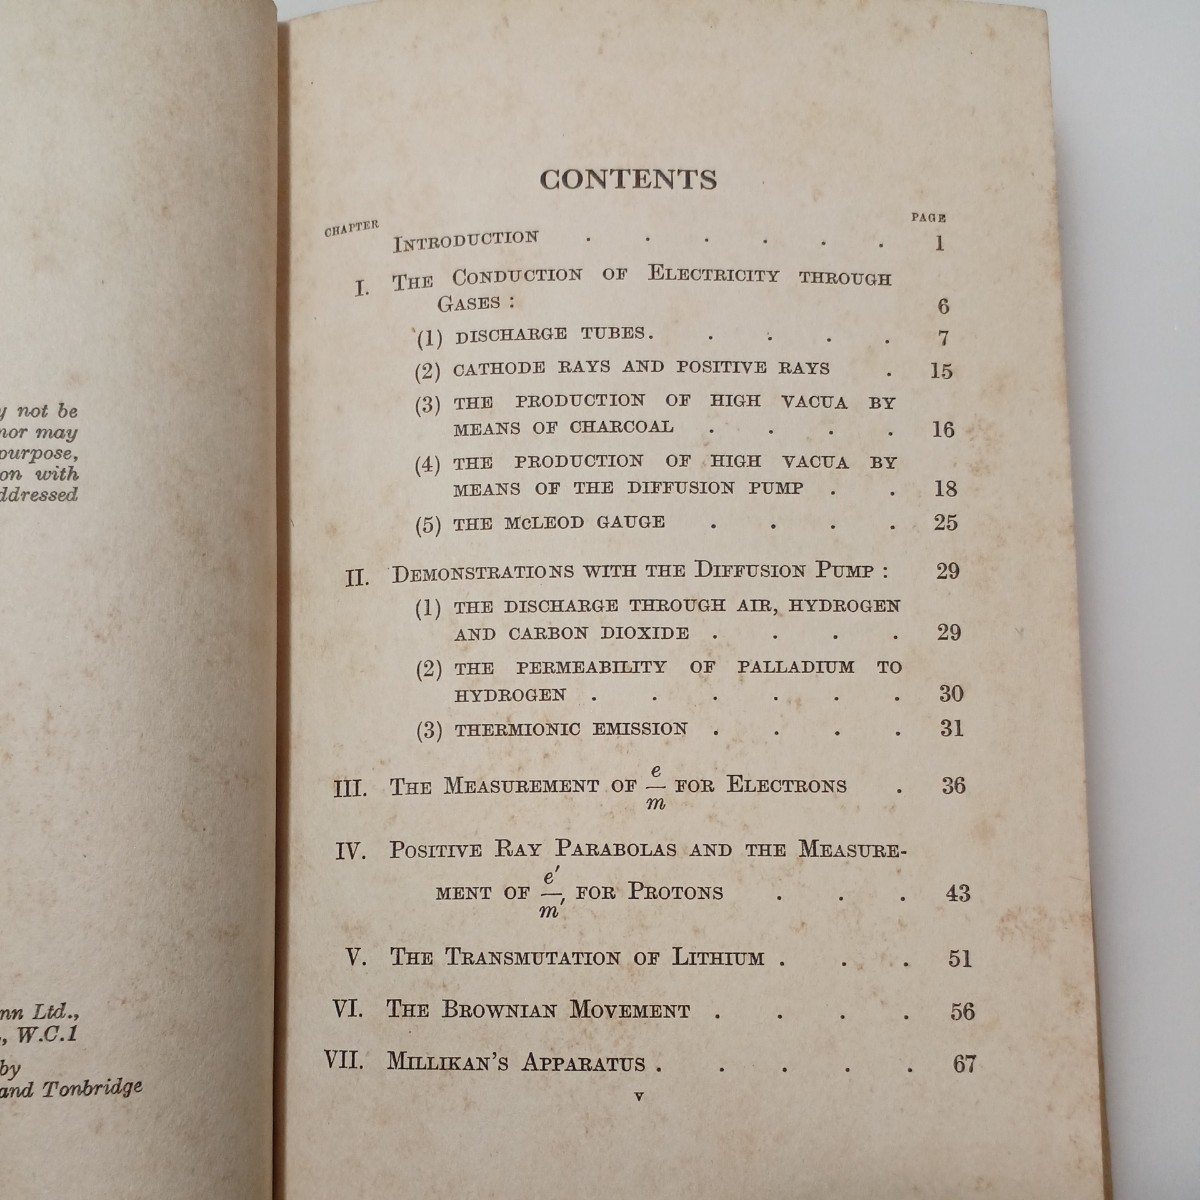 y not be
nor may
purpose,
on with
ddressed
nn Ltd.,
., W.C.1
by
and Tonbridge
CONTENTS
CHAPTER PAGE
INTRODUCTION . . . . . . 1
I. THE CONDUCTION OF ELECTRICITY THROUGH
GASES : 6
(1) DISCHARGE TUBES. . . . . 7
(2) CATHODE RAYS AND POSITIVE RAYS . 15
(3) THE PRODUCTION OF HIGH VACUA BY
MEANS OF CHARCOAL . . . . 16
(4) THE PRODUCTION OF HIGH VACUA BY
MEANS OF THE DIFFUSION PUMP . . 18
(5) THE McLEOD GAUGE . . . . 25
II. DEMONSTRATIONS WITH THE DIFFUSION PUMP : 29
(1) THE DISCHARGE THROUGH AIR, HYDROGEN
AND CARBON DIOXIDE . . . . 29
(2) THE PERMEABILITY OF PALLADIUM TO
HYDROGEN . . . . . . 30
(3) THERMIONIC EMISSION . . . . 31
III. THE MEASUREMENT OF e/m FOR ELECTRONS . 36
IV. POSITIVE RAY PARABOLAS AND THE MEASURE-
MENT OF e′/m′ FOR PROTONS . . . 43
V. THE TRANSMUTATION OF LITHIUM . . . 51
VI. THE BROWNIAN MOVEMENT . . . . 56
VII. MILLIKAN'S APPARATUS . . . . . 67
v